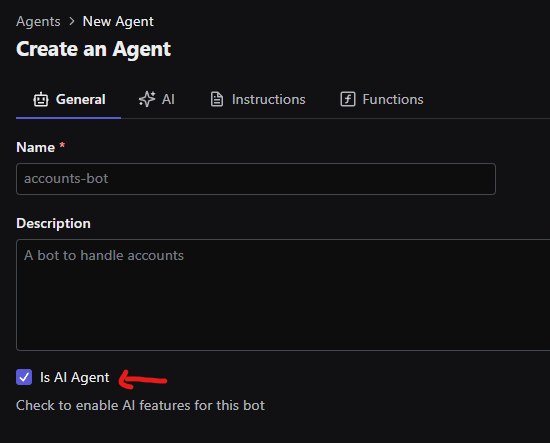 Agents > New Agent
Create an Agent
General AI Instructions Functions
Name *
accounts-bot
Description
A bot to handle accounts
Is AI Agent
Check to enable AI features for this bot